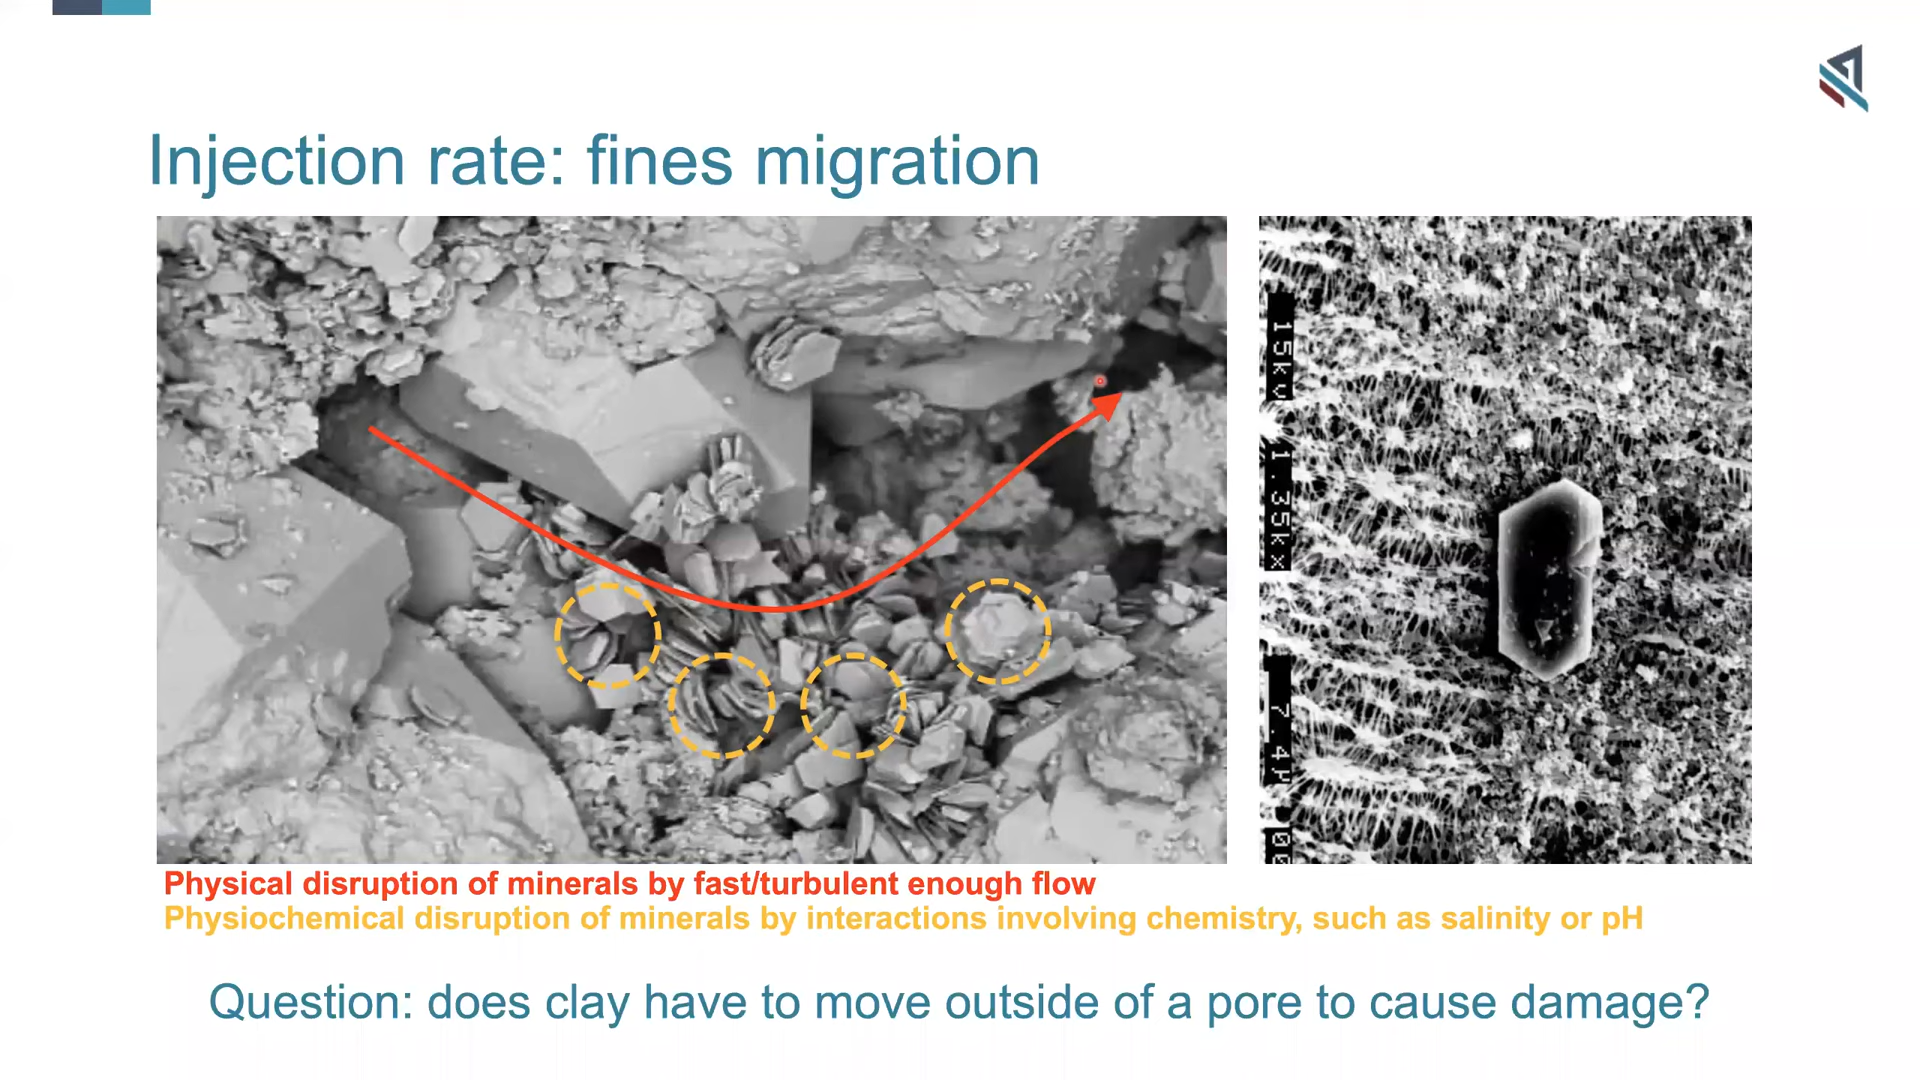 Injection rate: fines migration
15kV
1.35kx
7.4µ
00
Physical disruption of minerals by fast/turbulent enough flow
Physiochemical disruption of minerals by interactions involving chemistry, such as salinity or pH
Question: does clay have to move outside of a pore to cause damage?